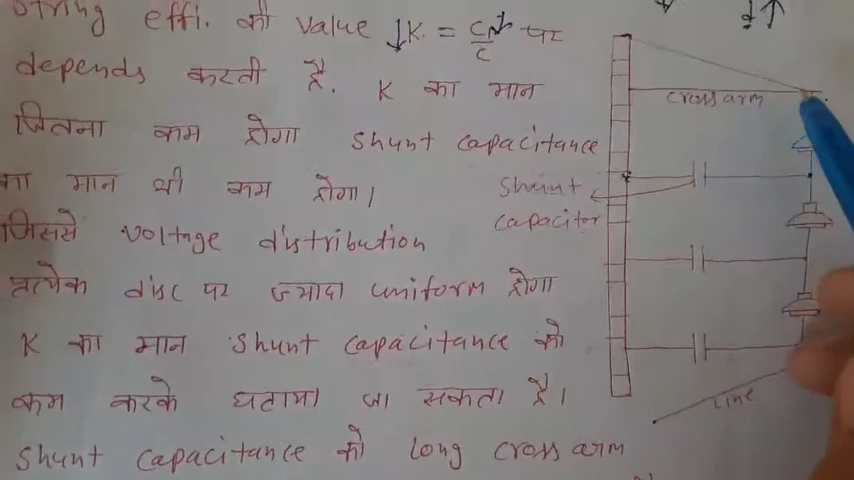 string effi. की value ↓K = C_sh/C पर
depends करती है. K का मान
जितना कम होगा shunt capacitance
का मान भी कम होगा।
जिससे voltage distribution
प्रत्येक disc पर ज्यादा uniform होगा
K का मान shunt capacitance को
कम करके घटाया जा सकता है।
shunt capacitance को long cross arm
d↑
cross arm
shunt
capacitor
Line